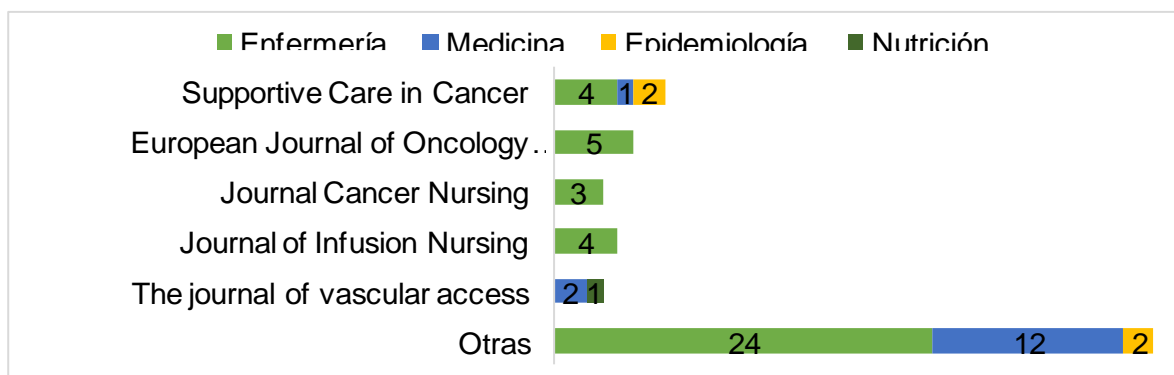 Enfermería Medicina Epidemiología Nutrición
Supportive Care in Cancer 4 1 2
European Journal of Oncology .. 5
Journal Cancer Nursing 3
Journal of Infusion Nursing 4
The journal of vascular access 2 1
Otras 24 12 2